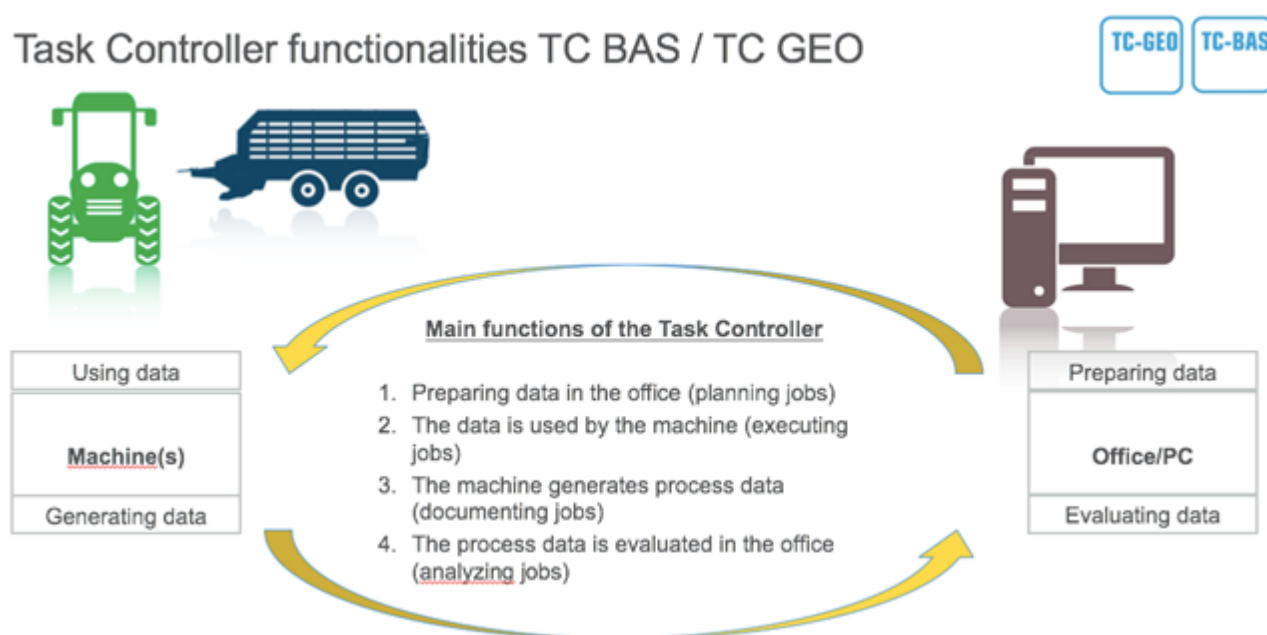 Task Controller functionalities TC BAS / TC GEO
TC-GEO
TC-BAS
Main functions of the Task Controller
Using data
Machine(s)
Generating data
1. Preparing data in the office (planning jobs)
2. The data is used by the machine (executing
jobs)
3. The machine generates process data
(documenting jobs)
4. The process data is evaluated in the office
(analyzing jobs)
Preparing data
Office/PC
Evaluating data